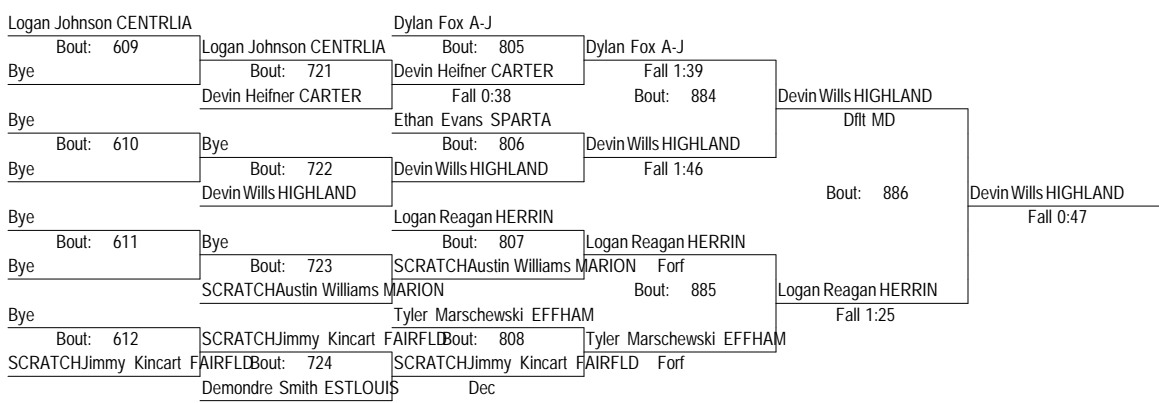 Logan Johnson CENTRLIA Dylan Fox A-J
Bout: 609 Logan Johnson CENTRLIA Bout: 805 Dylan Fox A-J
Bye Bout: 721 Devin Heifner CARTER Fall 1:39
Devin Heifner CARTER Fall 0:38 Bout: 884 Devin Wills HIGHLAND
Bye Ethan Evans SPARTA Dflt MD
Bout: 610 Bye Bout: 806 Devin Wills HIGHLAND
Bye Bout: 722 Devin Wills HIGHLAND Fall 1:46
Devin Wills HIGHLAND Bout: 886 Devin Wills HIGHLAND
Bye Logan Reagan HERRIN Fall 0:47
Bout: 611 Bye Bout: 807 Logan Reagan HERRIN
Bye Bout: 723 SCRATCHAustin Williams MARION Forf
SCRATCHAustin Williams MARION Bout: 885 Logan Reagan HERRIN
Bye Tyler Marschewski EFFHAM Fall 1:25
Bout: 612 SCRATCHJimmy Kincart FAIRFLD Bout: 808 Tyler Marschewski EFFHAM
SCRATCHJimmy Kincart FAIRFLD Bout: 724 SCRATCHJimmy Kincart FAIRFLD Forf
Demondre Smith ESTLOUIS Dec